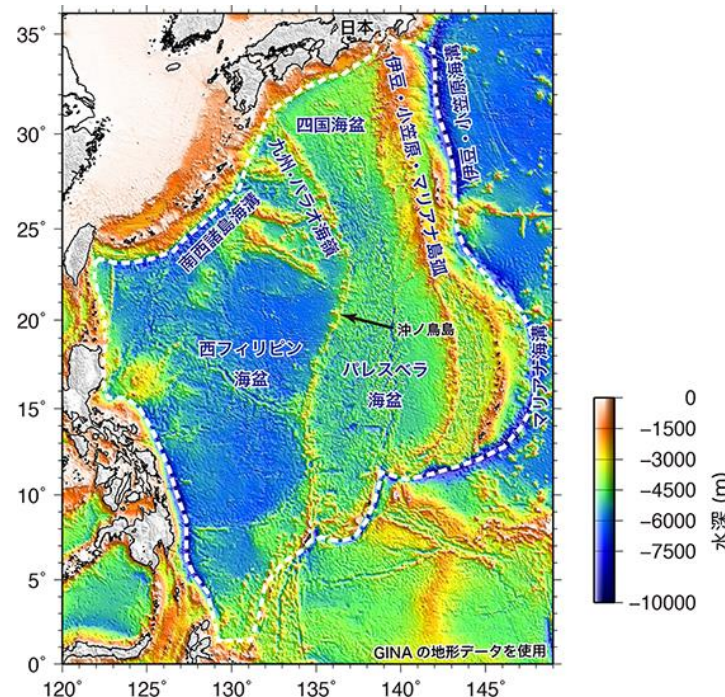 日本
35°
30°
25°
20°
15°
10°
5°
0°
四国海盆
伊豆・小笠原・マリアナ島弧
伊豆・小笠原海溝
九州・パラオ海嶺
南西諸島海溝
沖ノ鳥島
西フィリピン
海盆
パレスベラ
海盆
マリアナ海溝
GINA の地形データを使用
120°
125°
130°
135°
140°
145°
0
−1500
−3000
−4500
−6000
−7500
−10000
水深 (m)